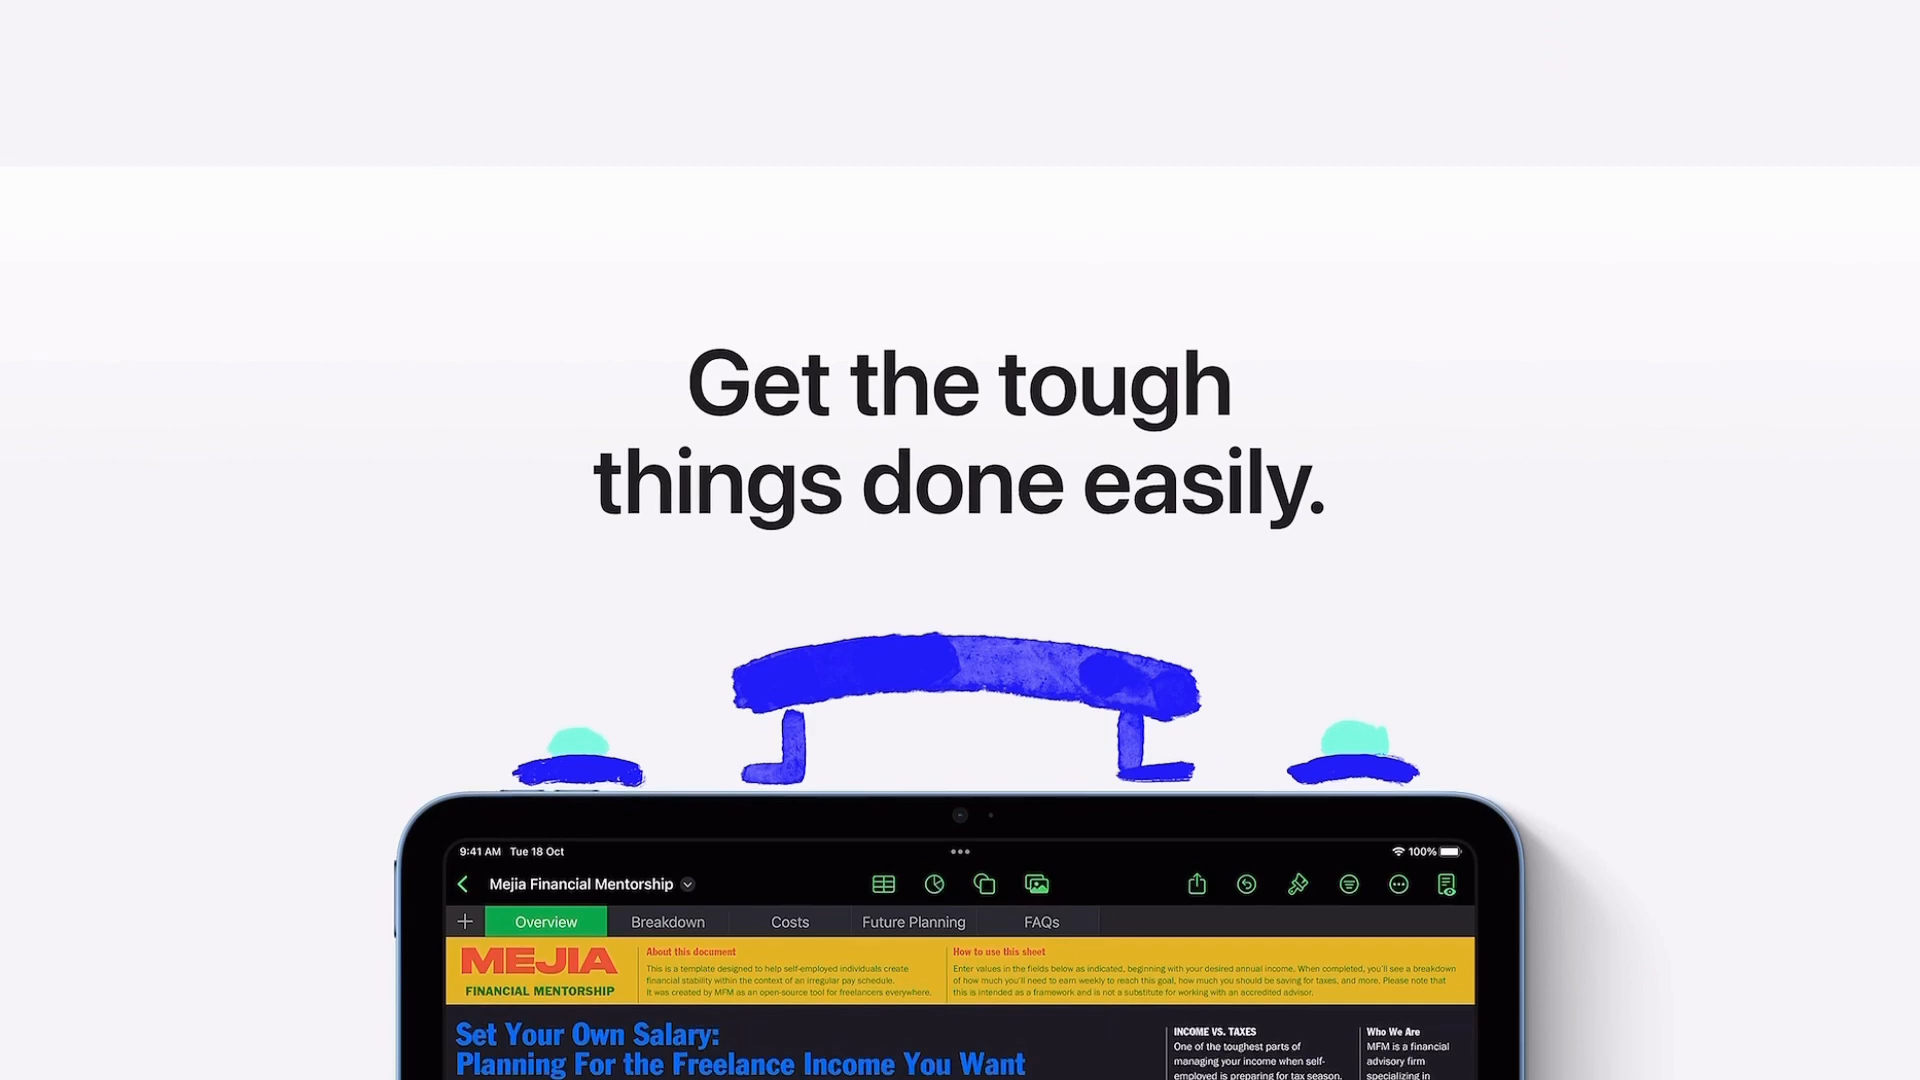 Get the tough
things done easily.
9:41 AM Tue 18 Oct
100%
Mejia Financial Mentorship
Overview
Breakdown
Costs
Future Planning
FAQs
MEJIA
FINANCIAL MENTORSHIP
About this document
This is a template designed to help self-employed individuals create
financial stability within the context of an irregular pay schedule.
It was created by MFM as an open-source tool for freelancers everywhere.
How to use this sheet
Enter values in the fields below as indicated, beginning with your desired annual income. When completed, you'll see a breakdown
of how much you'll need to earn weekly to reach this goal, how much you should be saving for taxes, and more. Please note that
this is intended as a framework and is not a substitute for working with an accredited advisor.
Set Your Own Salary:
Planning For the Freelance Income You Want
INCOME VS. TAXES
One of the toughest parts of
managing your income when self-
employed is preparing for tax season.
Who We Are
MFM is a financial
advisory firm
specializing in